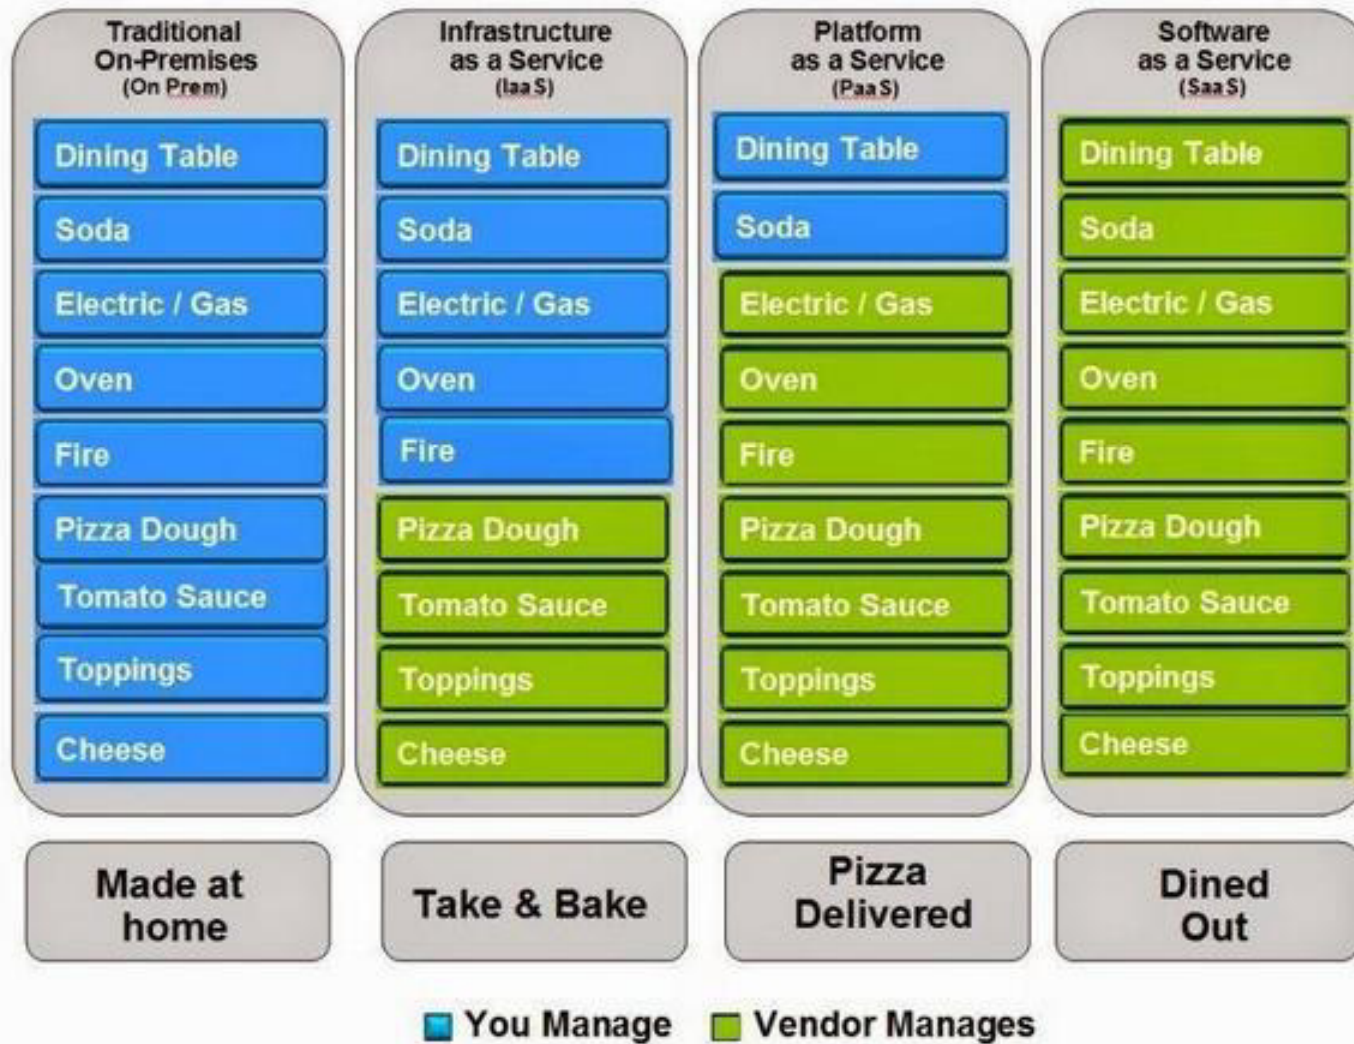 Traditional
On-Premises
(On Prem)
Dining Table
Soda
Electric / Gas
Oven
Fire
Pizza Dough
Tomato Sauce
Toppings
Cheese
Made at
home
Infrastructure
as a Service
(IaaS)
Dining Table
Soda
Electric / Gas
Oven
Fire
Pizza Dough
Tomato Sauce
Toppings
Cheese
Take & Bake
Platform
as a Service
(PaaS)
Dining Table
Soda
Electric / Gas
Oven
Fire
Pizza Dough
Tomato Sauce
Toppings
Cheese
Pizza
Delivered
Software
as a Service
(SaaS)
Dining Table
Soda
Electric / Gas
Oven
Fire
Pizza Dough
Tomato Sauce
Toppings
Cheese
Dined
Out
You Manage
Vendor Manages